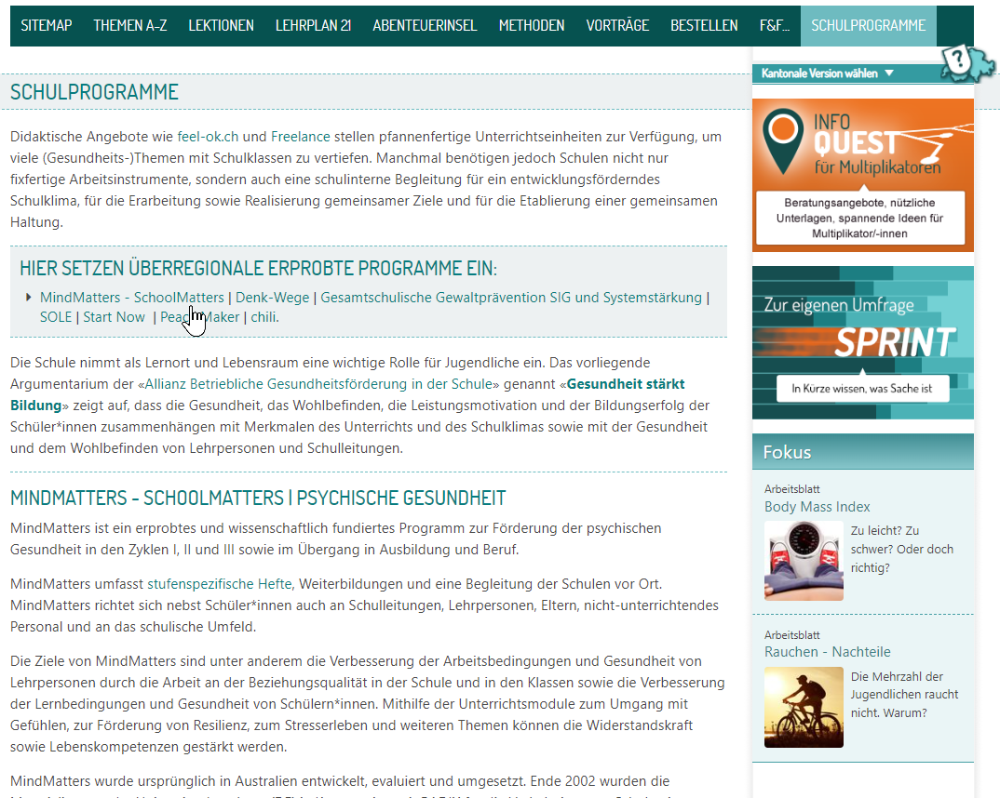 SITEMAP THEMEN A-Z LEKTIONEN LEHRPLAN 21 ABENTEUERINSEL METHODEN VORTRÄGE BESTELLEN F&F... SCHULPROGRAMME
Kantonale Version wählen
?
SCHULPROGRAMME
Didaktische Angebote wie feel-ok.ch und Freelance stellen pfannenfertige Unterrichtseinheiten zur Verfügung, um
viele (Gesundheits-)Themen mit Schulklassen zu vertiefen. Manchmal benötigen jedoch Schulen nicht nur
fixfertige Arbeitsinstrumente, sondern auch eine schulinterne Begleitung für ein entwicklungsförderndes
Schulklima, für die Erarbeitung sowie Realisierung gemeinsamer Ziele und für die Etablierung einer gemeinsamen
Haltung.
HIER SETZEN ÜBERREGIONALE ERPROBTE PROGRAMME EIN:
MindMatters - SchoolMatters | Denk-Wege | Gesamtschulische Gewaltprävention SIG und Systemstärkung |
SOLE | Start Now | Maker | chili.
Die Schule nimmt als Lernort und Lebensraum eine wichtige Rolle für Jugendliche ein. Das vorliegende
Argumentarium der «Allianz Betriebliche Gesundheitsförderung in der Schule» genannt «Gesundheit stärkt
Bildung» zeigt auf, dass die Gesundheit, das Wohlbefinden, die Leistungsmotivation und der Bildungserfolg der
Schüler*innen zusammenhängen mit Merkmalen des Unterrichts und des Schulklimas sowie mit der Gesundheit
und dem Wohlbefinden von Lehrpersonen und Schulleitungen.
MINDMATTERS - SCHOOLMATTERS | PSYCHISCHE GESUNDHEIT
MindMatters ist ein erprobtes und wissenschaftlich fundiertes Programm zur Förderung der psychischen
Gesundheit in den Zyklen I, II und III sowie im Übergang in Ausbildung und Beruf.
MindMatters umfasst stufenspezifische Hefte, Weiterbildungen und eine Begleitung der Schulen vor Ort.
MindMatters richtet sich nebst Schüler*innen auch an Schulleitungen, Lehrpersonen, Eltern, nicht-unterrichtendes
Personal und an das schulische Umfeld.
Die Ziele von MindMatters sind unter anderem die Verbesserung der Arbeitsbedingungen und Gesundheit von
Lehrpersonen durch die Arbeit an der Beziehungsqualität in der Schule und in den Klassen sowie die Verbesserung
der Lernbedingungen und Gesundheit von Schülern*innen. Mithilfe der Unterrichtsmodule zum Umgang mit
Gefühlen, zur Förderung von Resilienz, zum Stresserleben und weiteren Themen können die Widerstandskraft
sowie Lebenskompetenzen gestärkt werden.
MindMatters wurde ursprünglich in Australien entwickelt, evaluiert und umgesetzt. Ende 2002 wurden die
INFO
QUEST
für Multiplikatoren
Beratungsangebote, nützliche
Unterlagen, spannende Ideen für
Multiplikator/-innen
Zur eigenen Umfrage
SPRINT
In Kürze wissen, was Sache ist
Fokus
Arbeitsblatt
Body Mass Index
Zu leicht? Zu
schwer? Oder doch
richtig?
Arbeitsblatt
Rauchen - Nachteile
Die Mehrzahl der
Jugendlichen raucht
nicht. Warum?